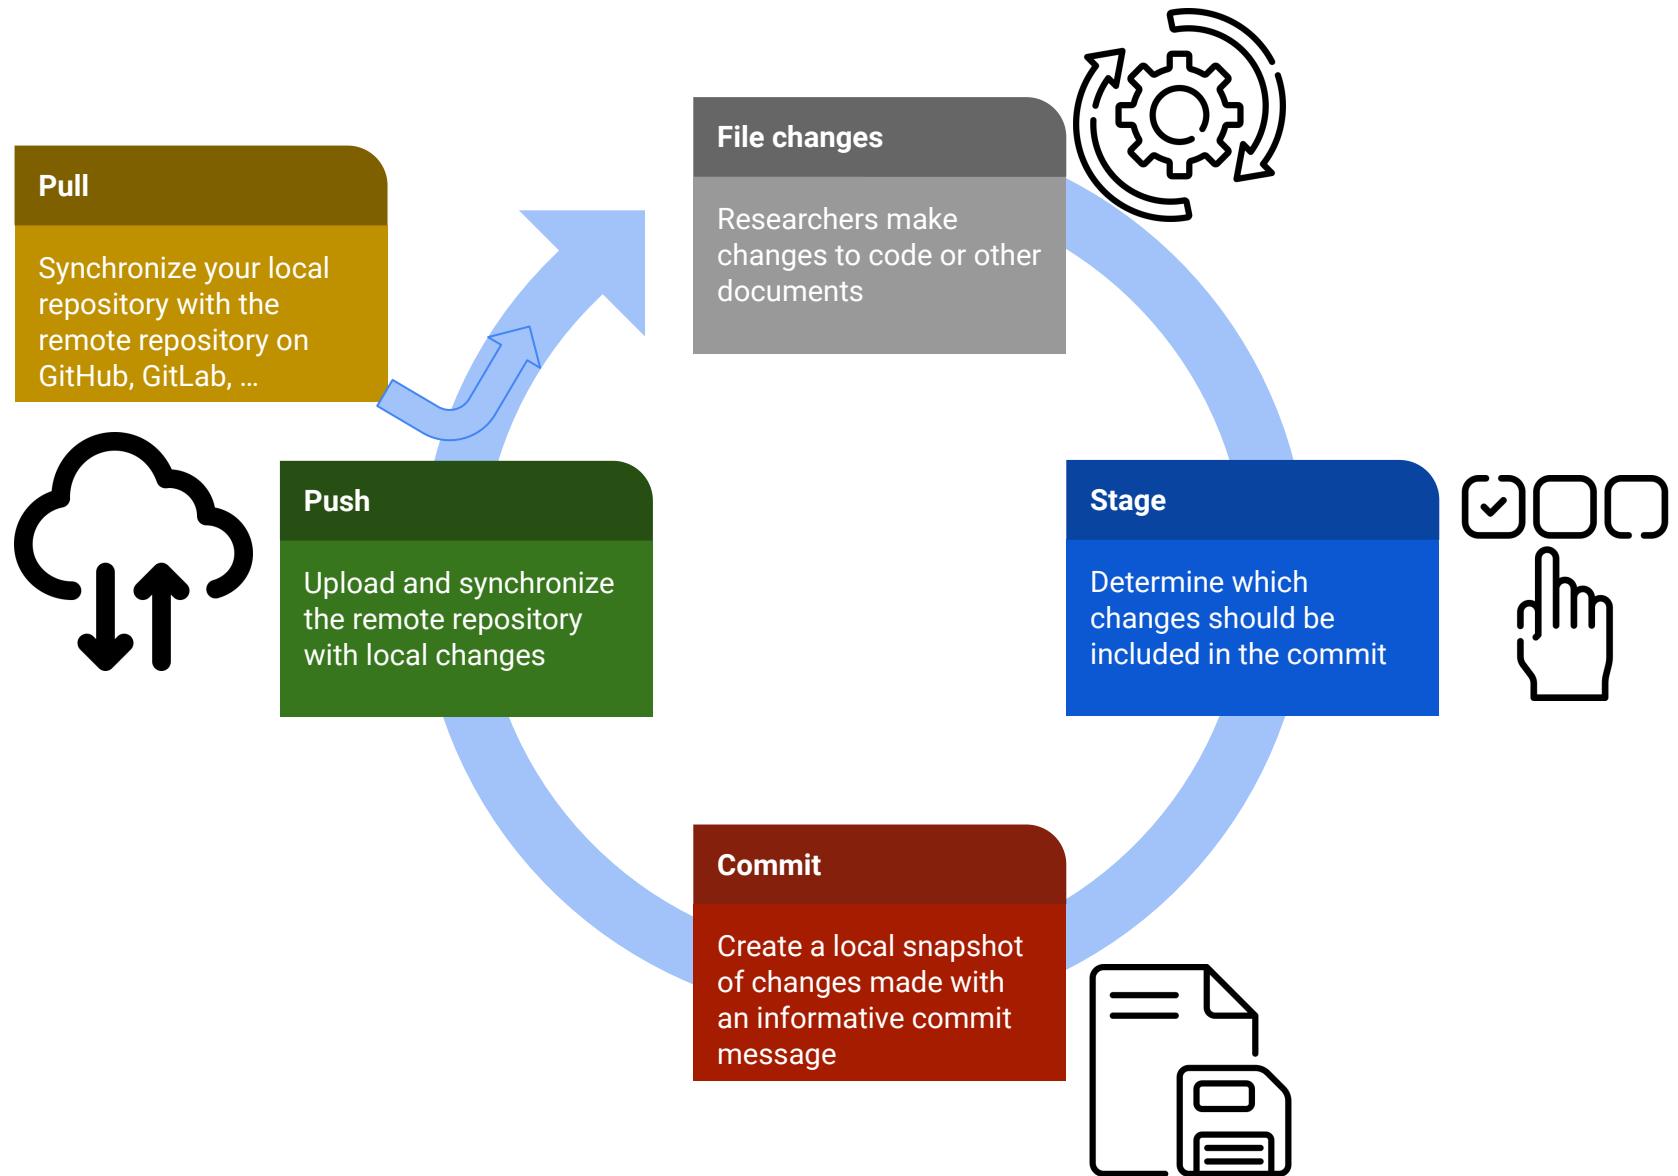 File changes
Researchers make
changes to code or other
documents
Pull
Synchronize your local
repository with the
remote repository on
GitHub, GitLab, ...
Push
Upload and synchronize
the remote repository
with local changes
Stage
Determine which
changes should be
included in the commit
Commit
Create a local snapshot
of changes made with
an informative commit
message